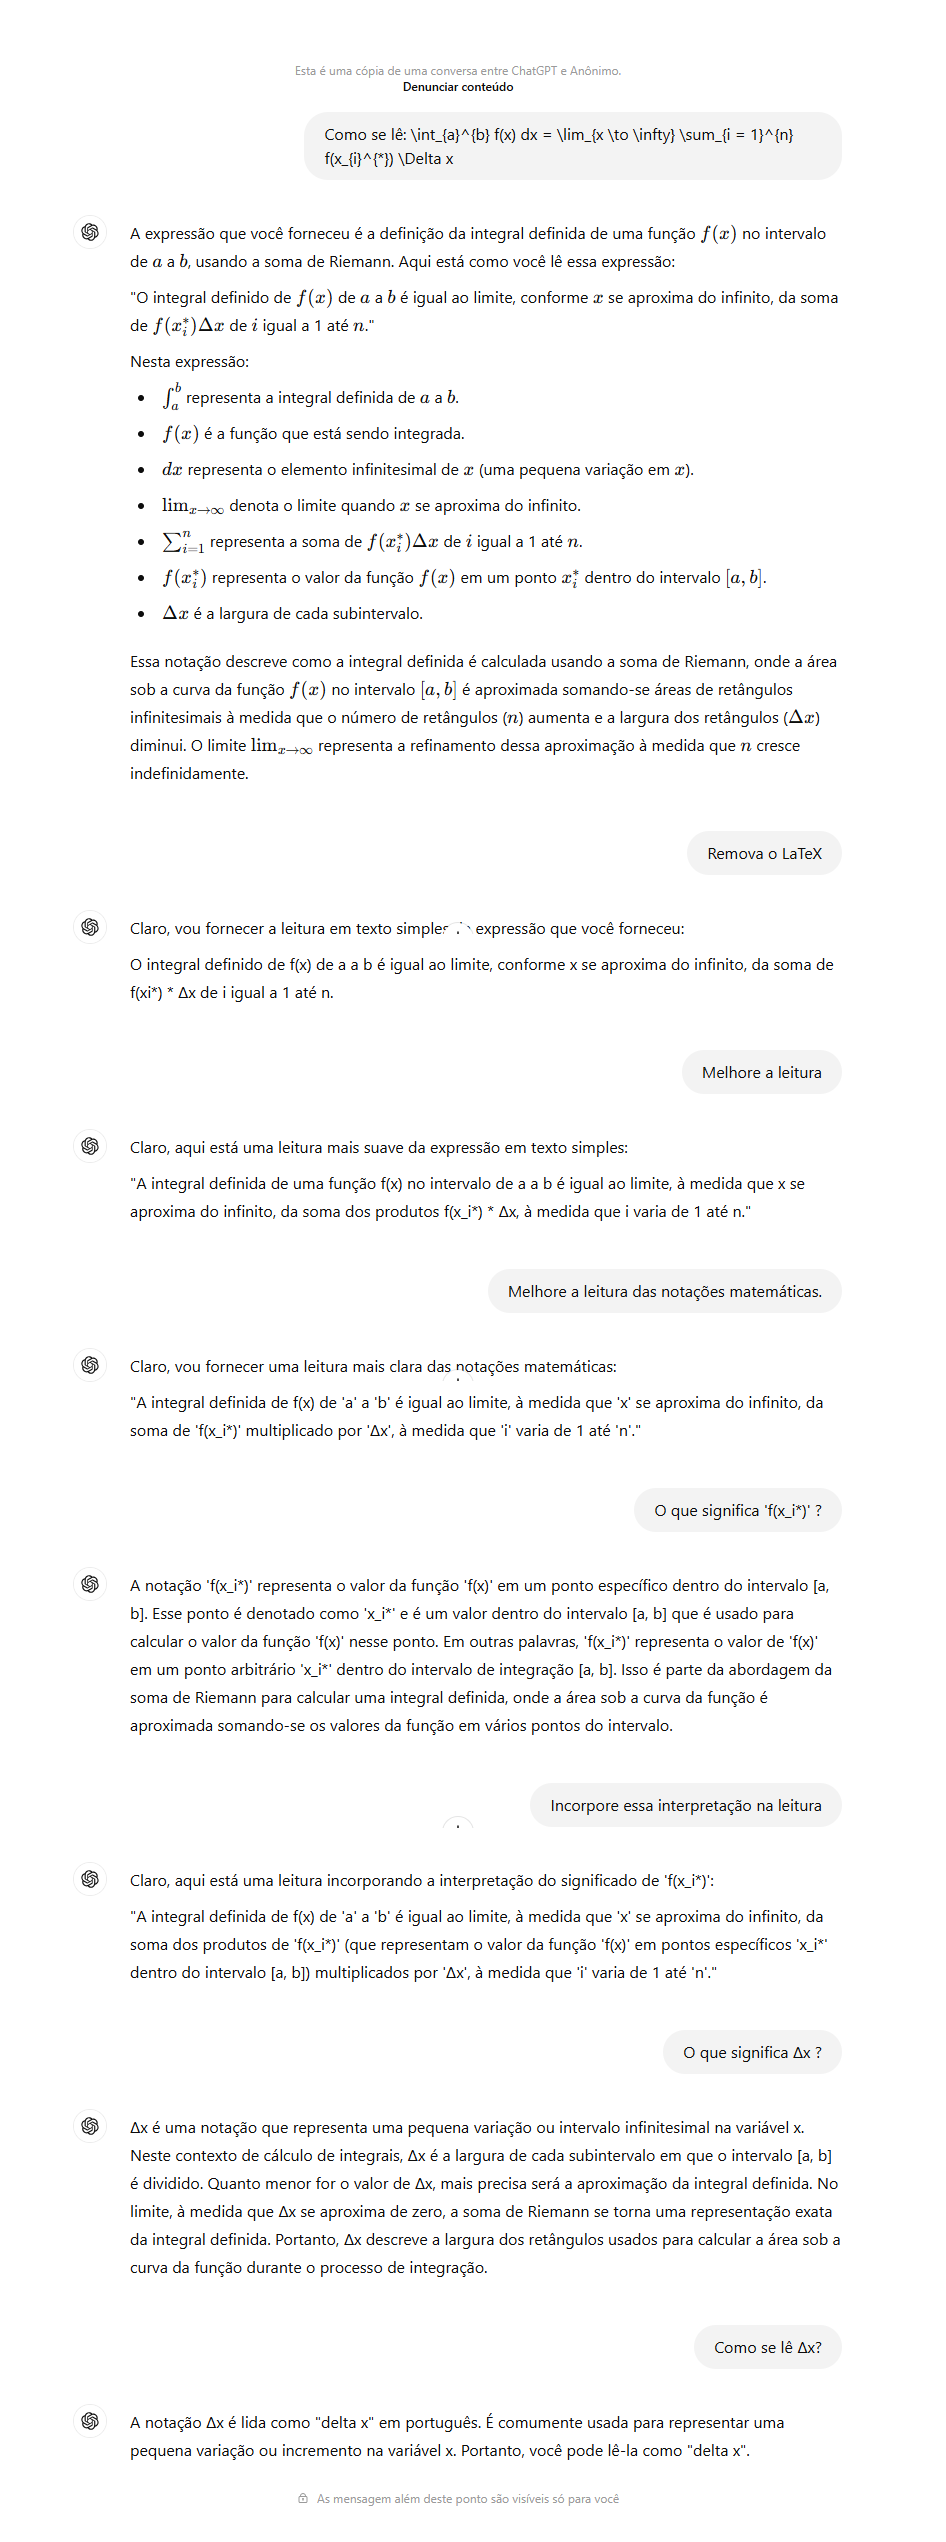 Esta é uma cópia de uma conversa entre ChatGPT e Anônimo.
Denunciar conteúdo
Como se lê: \int_{a}^{b} f(x) dx = \lim_{x \to \infty} \sum_{i = 1}^{n}
f(x_{i}^{*}) \Delta x
A expressão que você forneceu é a definição da integral definida de uma função f(x) no intervalo
de a a b, usando a soma de Riemann. Aqui está como você lê essa expressão:
"O integral definido de f(x) de a a b é igual ao limite, conforme x se aproxima do infinito, da soma
de f(x_i^*)Δx de i igual a 1 até n."
Nesta expressão:
• ∫_a^b representa a integral definida de a a b.
• f(x) é a função que está sendo integrada.
• dx representa o elemento infinitesimal de x (uma pequena variação em x).
• lim_{x→∞} denota o limite quando x se aproxima do infinito.
• ∑_{i=1}^n representa a soma de f(x_i^*)Δx de i igual a 1 até n.
• f(x_i^*) representa o valor da função f(x) em um ponto x_i^* dentro do intervalo [a, b].
• Δx é a largura de cada subintervalo.
Essa notação descreve como a integral definida é calculada usando a soma de Riemann, onde a área
sob a curva da função f(x) no intervalo [a, b] é aproximada somando-se áreas de retângulos
infinitesimais à medida que o número de retângulos (n) aumenta e a largura dos retângulos (Δx)
diminui. O limite lim_{x→∞} representa a refinamento dessa aproximação à medida que n cresce
indefinidamente.
Remova o LaTeX
Claro, vou fornecer a leitura em texto simples expressão que você forneceu:
O integral definido de f(x) de a a b é igual ao limite, conforme x se aproxima do infinito, da soma de
f(xi*) * Δx de i igual a 1 até n.
Melhore a leitura
Claro, aqui está uma leitura mais suave da expressão em texto simples:
"A integral definida de uma função f(x) no intervalo de a a b é igual ao limite, à medida que x se
aproxima do infinito, da soma dos produtos f(x_i*) * Δx, à medida que i varia de 1 até n."
Melhore a leitura das notações matemáticas.
Claro, vou fornecer uma leitura mais clara das notações matemáticas:
"A integral definida de f(x) de 'a' a 'b' é igual ao limite, à medida que 'x' se aproxima do infinito, da
soma de 'f(x_i*)' multiplicado por 'Δx', à medida que 'i' varia de 1 até 'n'."
O que significa 'f(x_i*)' ?
A notação 'f(x_i*)' representa o valor da função 'f(x)' em um ponto específico dentro do intervalo [a,
b]. Esse ponto é denotado como 'x_i*' e é um valor dentro do intervalo [a, b] que é usado para
calcular o valor da função 'f(x)' nesse ponto. Em outras palavras, 'f(x_i*)' representa o valor de 'f(x)'
em um ponto arbitrário 'x_i*' dentro do intervalo de integração [a, b]. Isso é parte da abordagem da
soma de Riemann para calcular uma integral definida, onde a área sob a curva da função é
aproximada somando-se os valores da função em vários pontos do intervalo.
Incorpore essa interpretação na leitura
Claro, aqui está uma leitura incorporando a interpretação do significado de 'f(x_i*)':
"A integral definida de f(x) de 'a' a 'b' é igual ao limite, à medida que 'x' se aproxima do infinito, da
soma dos produtos de 'f(x_i*)' (que representam o valor da função 'f(x)' em pontos específicos 'x_i*'
dentro do intervalo [a, b]) multiplicados por 'Δx', à medida que 'i' varia de 1 até 'n'."
O que significa Δx ?
Δx é uma notação que representa uma pequena variação ou intervalo infinitesimal na variável x.
Neste contexto de cálculo de integrais, Δx é a largura de cada subintervalo em que o intervalo [a, b]
é dividido. Quanto menor for o valor de Δx, mais precisa será a aproximação da integral definida. No
limite, à medida que Δx se aproxima de zero, a soma de Riemann se torna uma representação exata
da integral definida. Portanto, Δx descreve a largura dos retângulos usados para calcular a área sob a
curva da função durante o processo de integração.
Como se lê Δx?
A notação Δx é lida como "delta x" em português. É comumente usada para representar uma
pequena variação ou incremento na variável x. Portanto, você pode lê-la como "delta x".
As mensagem além deste ponto são visíveis só para você